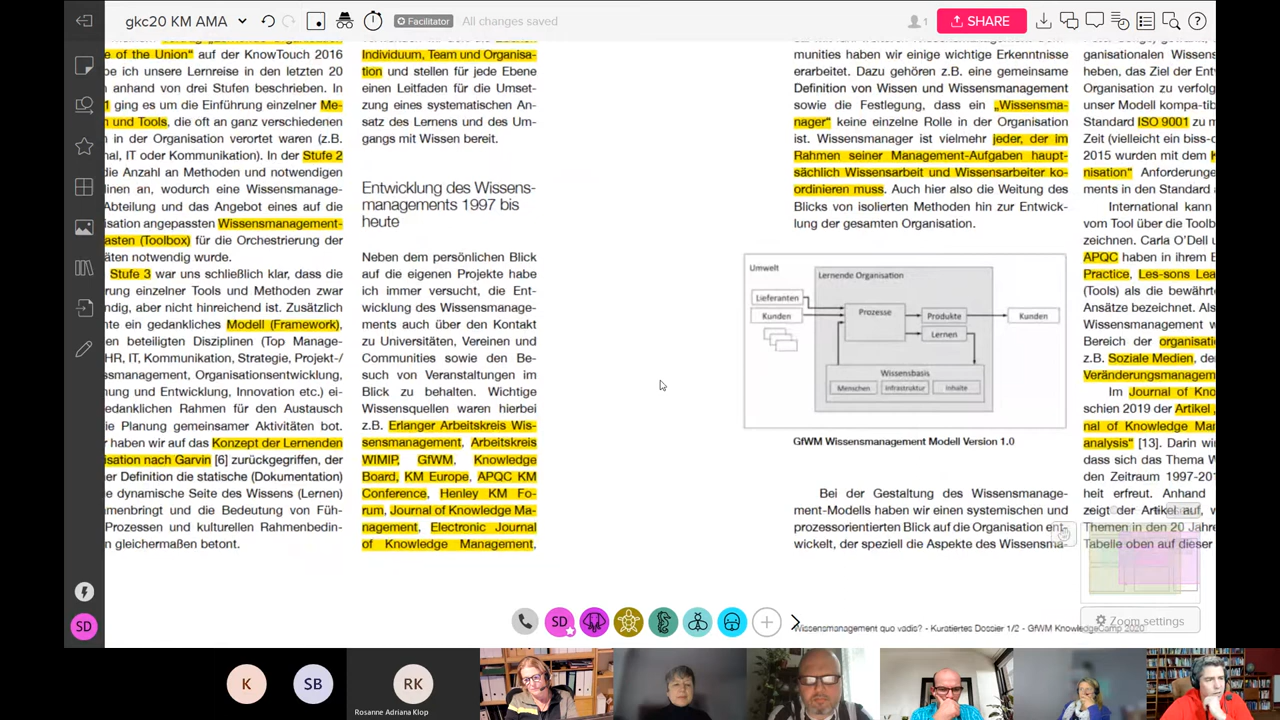 gkc20 KM AMA
Facilitator
All changes saved
1
SHARE
e of the Union“ auf der KnowTouch 2016
be ich unsere Lernreise in den letzten 20
anhand von drei Stufen beschrieben. In
1 ging es um die Einführung einzelner Me-
n und Tools, die oft an ganz verschiedenen
n in der Organisation verortet waren (z.B.
nal, IT oder Kommunikation). In der Stufe 2
die Anzahl an Methoden und notwendigen
linen an, wodurch eine Wissensmanage-
Abteilung und das Angebot eines auf die
isation angepassten Wissensmanagement-
asten (Toolbox) für die Orchestrierung der
äten notwendig wurde.
Stufe 3 war uns schließlich klar, dass die
rung einzelner Tools und Methoden zwar
ndig, aber nicht hinreichend ist. Zusätzlich
nte ein gedankliches Modell (Framework),
en beteiligten Disziplinen (Top Manage-
HR, IT, Kommunikation, Strategie, Projekt-/
ssmanagement, Organisationsentwicklung,
nung und Entwicklung, Innovation etc.) ei-
edanklichen Rahmen für den Austausch
ie Planung gemeinsamer Aktivitäten bot.
r haben wir auf das Konzept der Lernenden
isation nach Garvin [6] zurückgegriffen, der
er Definition die statische (Dokumentation)
e dynamische Seite des Wissens (Lernen)
menbringt und die Bedeutung von Füh-
Prozessen und kulturellen Rahmenbedin-
n gleichermaßen betont.
Individuum, Team und Organisa-
tion und stellen für jede Ebene
einen Leitfaden für die Umset-
zung eines systematischen An-
satz des Lernens und des Um-
gangs mit Wissen bereit.
Entwicklung des Wissens-
managements 1997 bis
heute
Neben dem persönlichen Blick
auf die eigenen Projekte habe
ich immer versucht, die Ent-
wicklung des Wissensmanage-
ments auch über den Kontakt
zu Universitäten, Vereinen und
Communities sowie den Be-
such von Veranstaltungen im
Blick zu behalten. Wichtige
Wissensquellen waren hierbei
z.B. Erlanger Arbeitskreis Wis-
sensmanagement, Arbeitskreis
WIMIP, GfWM, Knowledge
Board, KM Europe, APQC KM
Conference, Henley KM Fo-
rum, Journal of Knowledge Ma-
nagement, Electronic Journal
of Knowledge Management,
munities haben wir einige wichtige Erkenntnisse
erarbeitet. Dazu gehören z.B. eine gemeinsame
Definition von Wissen und Wissensmanagement
sowie die Festlegung, dass ein „Wissensma-
nager“ keine einzelne Rolle in der Organisation
ist. Wissensmanager ist vielmehr jeder, der im
Rahmen seiner Management-Aufgaben haupt-
sächlich Wissensarbeit und Wissensarbeiter ko-
ordinieren muss. Auch hier also die Weitung des
Blicks von isolierten Methoden hin zur Entwick-
lung der gesamten Organisation.
Umwelt
Lernende Organisation
Lieferanten
Kunden
Prozesse
Produkte
Lernen
Kunden
Wissensbasis
Menschen
Infrastruktur
Inhalte
GfWM Wissensmanagement Modell Version 1.0
Bei der Gestaltung des Wissensmanage-
ment-Modells haben wir einen systemischen und
prozessorientierten Blick auf die Organisation ent-
wickelt, der speziell die Aspekte des Wissensma-
ganisationalen Wissens
heben, das Ziel der Ent
Organisation zu verfolg
unser Modell kompa-tib
Standard ISO 9001 zu m
Zeit (vielleicht ein biss-c
2015 wurden mit dem
nisation“ Anforderunge
ments in den Standard
International kann
vom Tool über die Toolb
zeichnen. Carla O'Dell u
APQC haben in ihrem
Practice, Les-sons Lea
(Tools) als die bewährte
Ansätze bezeichnet. Als
Wissensmanagement w
Bereich der organisati
z.B. Soziale Medien, de
Veränderungsmanagem
Im Journal of Kno
schien 2019 der Artikel
nal of Knowledge Man
analysis“ [13]. Darin wir
dass sich das Thema W
den Zeitraum 1997-201
heit erfreut. Anhand
zeigt der Artikel auf, w
Themen in den 20 Jahre
Tabelle oben auf dieser
Zoom settings
Wissensmanagement quo vadis? - Kuratiertes Dossier 1/2 - GfWM KnowledgeCamp 2020
SD
SD
K
SB
RK
Rosanne Adriana Klop